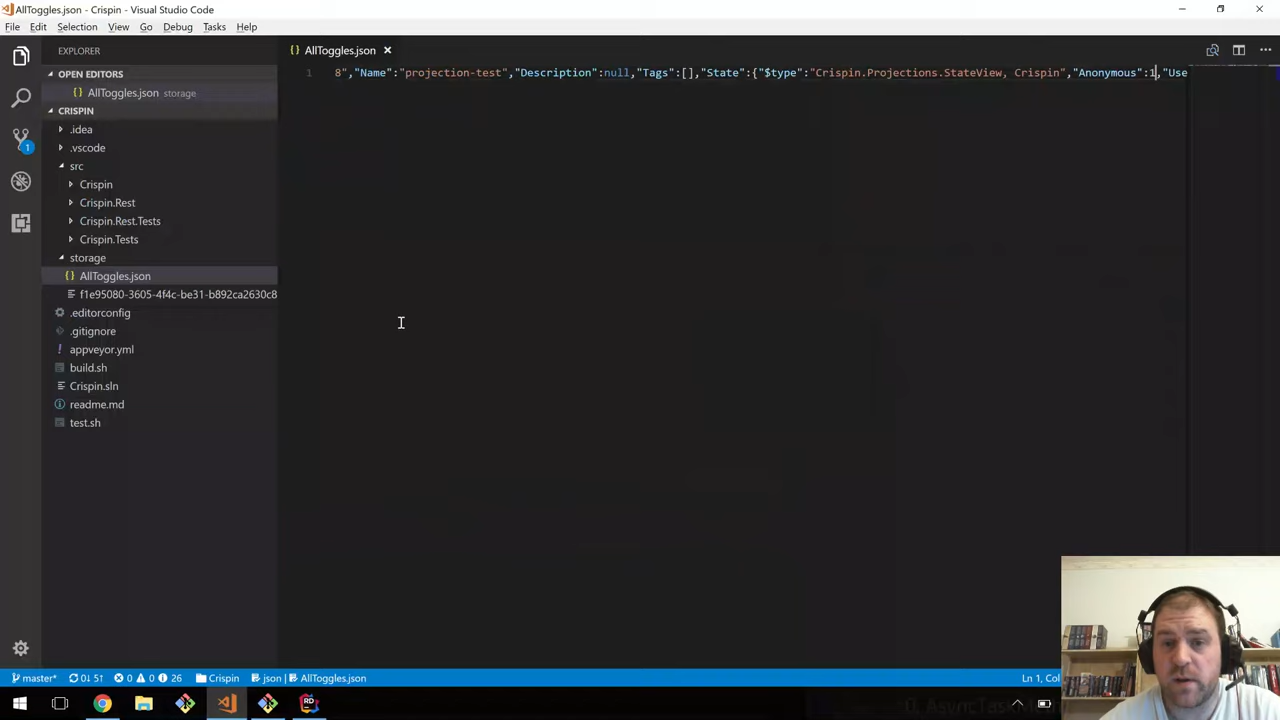 AllToggles.json - Crispin - Visual Studio Code
File Edit Selection View Go Debug Tasks Help
EXPLORER
OPEN EDITORS
AllToggles.json storage
CRISPIN
.idea
.vscode
src
Crispin
Crispin.Rest
Crispin.Rest.Tests
Crispin.Tests
storage
AllToggles.json
f1e95080-3605-4f4c-be31-b892ca2630c8
.editorconfig
.gitignore
appveyor.yml
build.sh
Crispin.sln
readme.md
test.sh
1
AllToggles.json
1 8","Name":"projection-test","Description":null,"Tags":[],"State":{"$type":"Crispin.Projections.StateView, Crispin","Anonymous":1,"Use
master* 0↓ 5↑ 0 0 26 Crispin json | AllToggles.json Ln 1, Col
RD